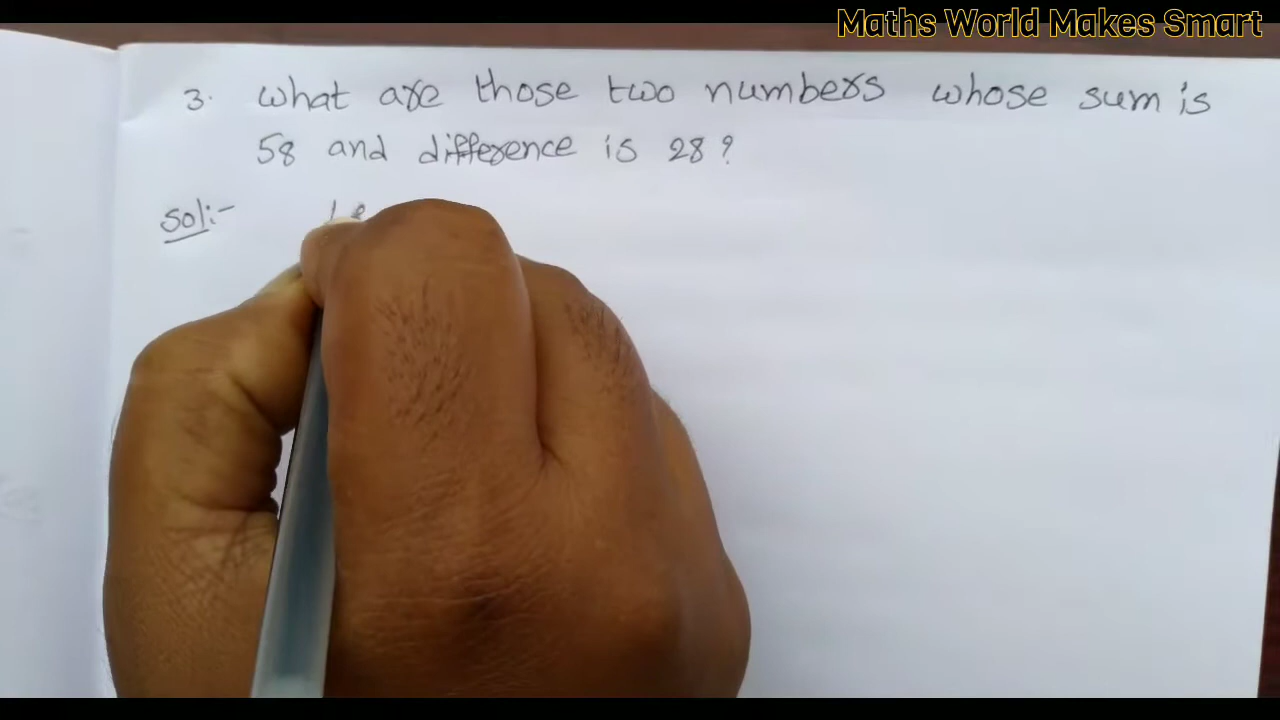 Maths World Makes Smart
3. What are those two numbers whose sum is
58 and difference is 28?
Sol:- Le